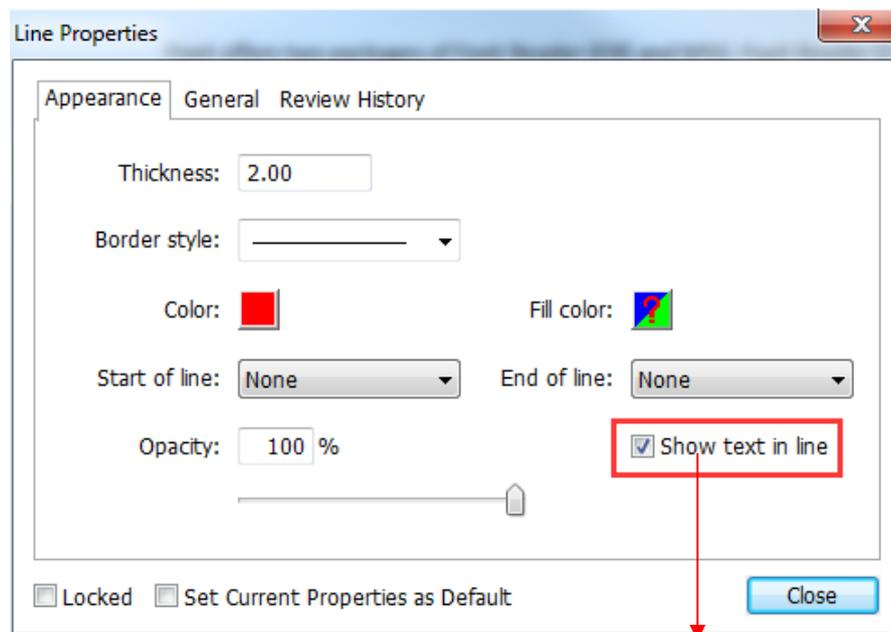 Line Properties
Appearance General Review History
Thickness: 2.00
Border style:
Color: Fill color: ?
Start of line: None End of line: None
Opacity: 100 % Show text in line
Locked Set Current Properties as Default Close